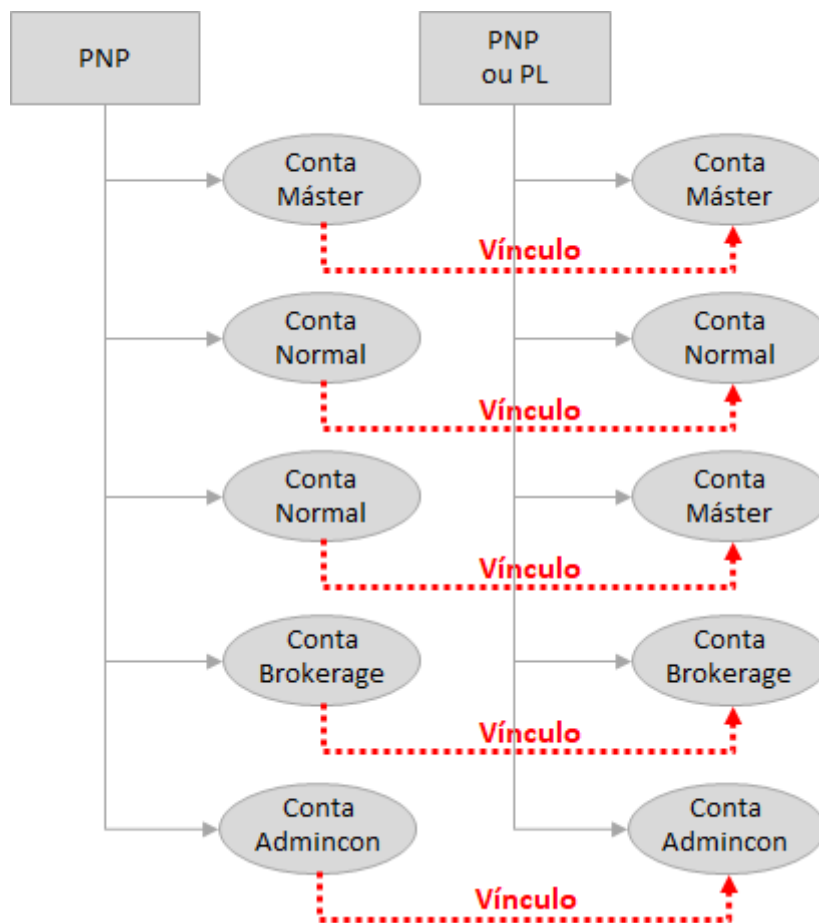 PNP
PNP
ou PL
Conta
Máster
Conta
Máster
Vínculo
Conta
Normal
Conta
Normal
Vínculo
Conta
Normal
Conta
Máster
Vínculo
Conta
Brokerage
Conta
Brokerage
Vínculo
Conta
Admincon
Conta
Admincon
Vínculo